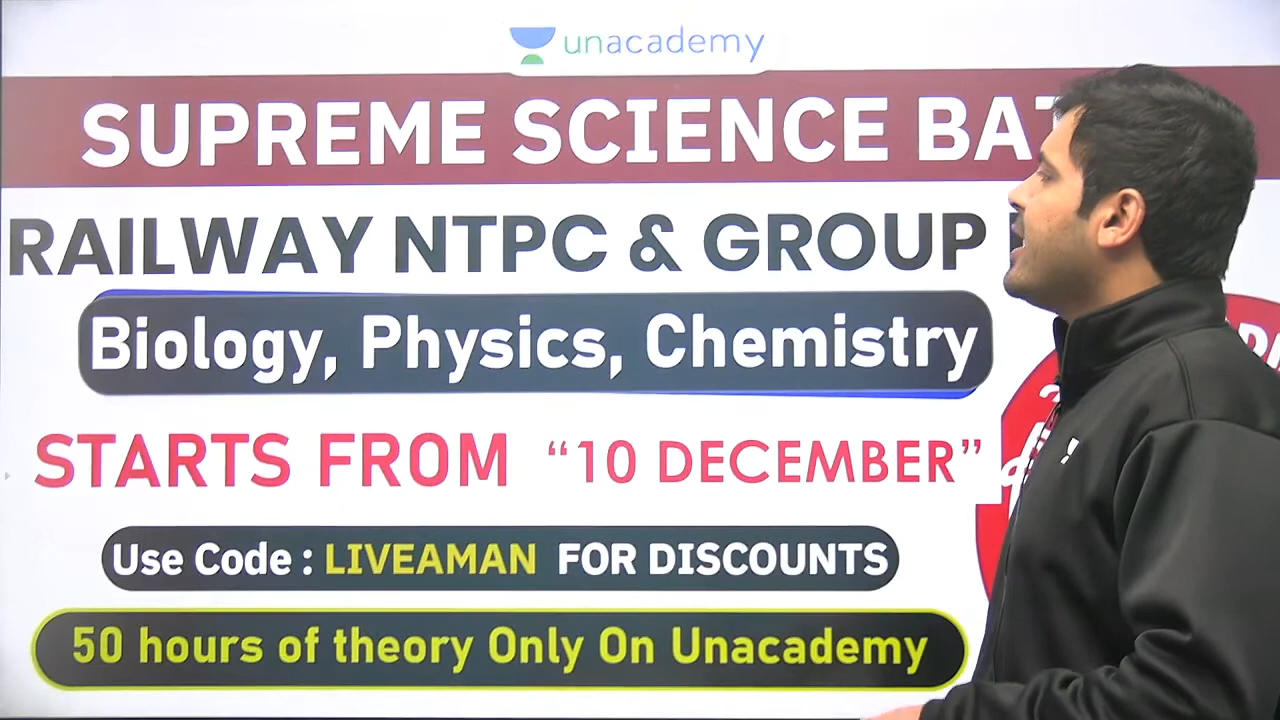 unacademy
SUPREME SCIENCE BAT
RAILWAY NTPC & GROUP
Biology, Physics, Chemistry
STARTS FROM “10 DECEMBER”
Use Code : LIVEAMAN FOR DISCOUNTS
50 hours of theory Only On Unacademy